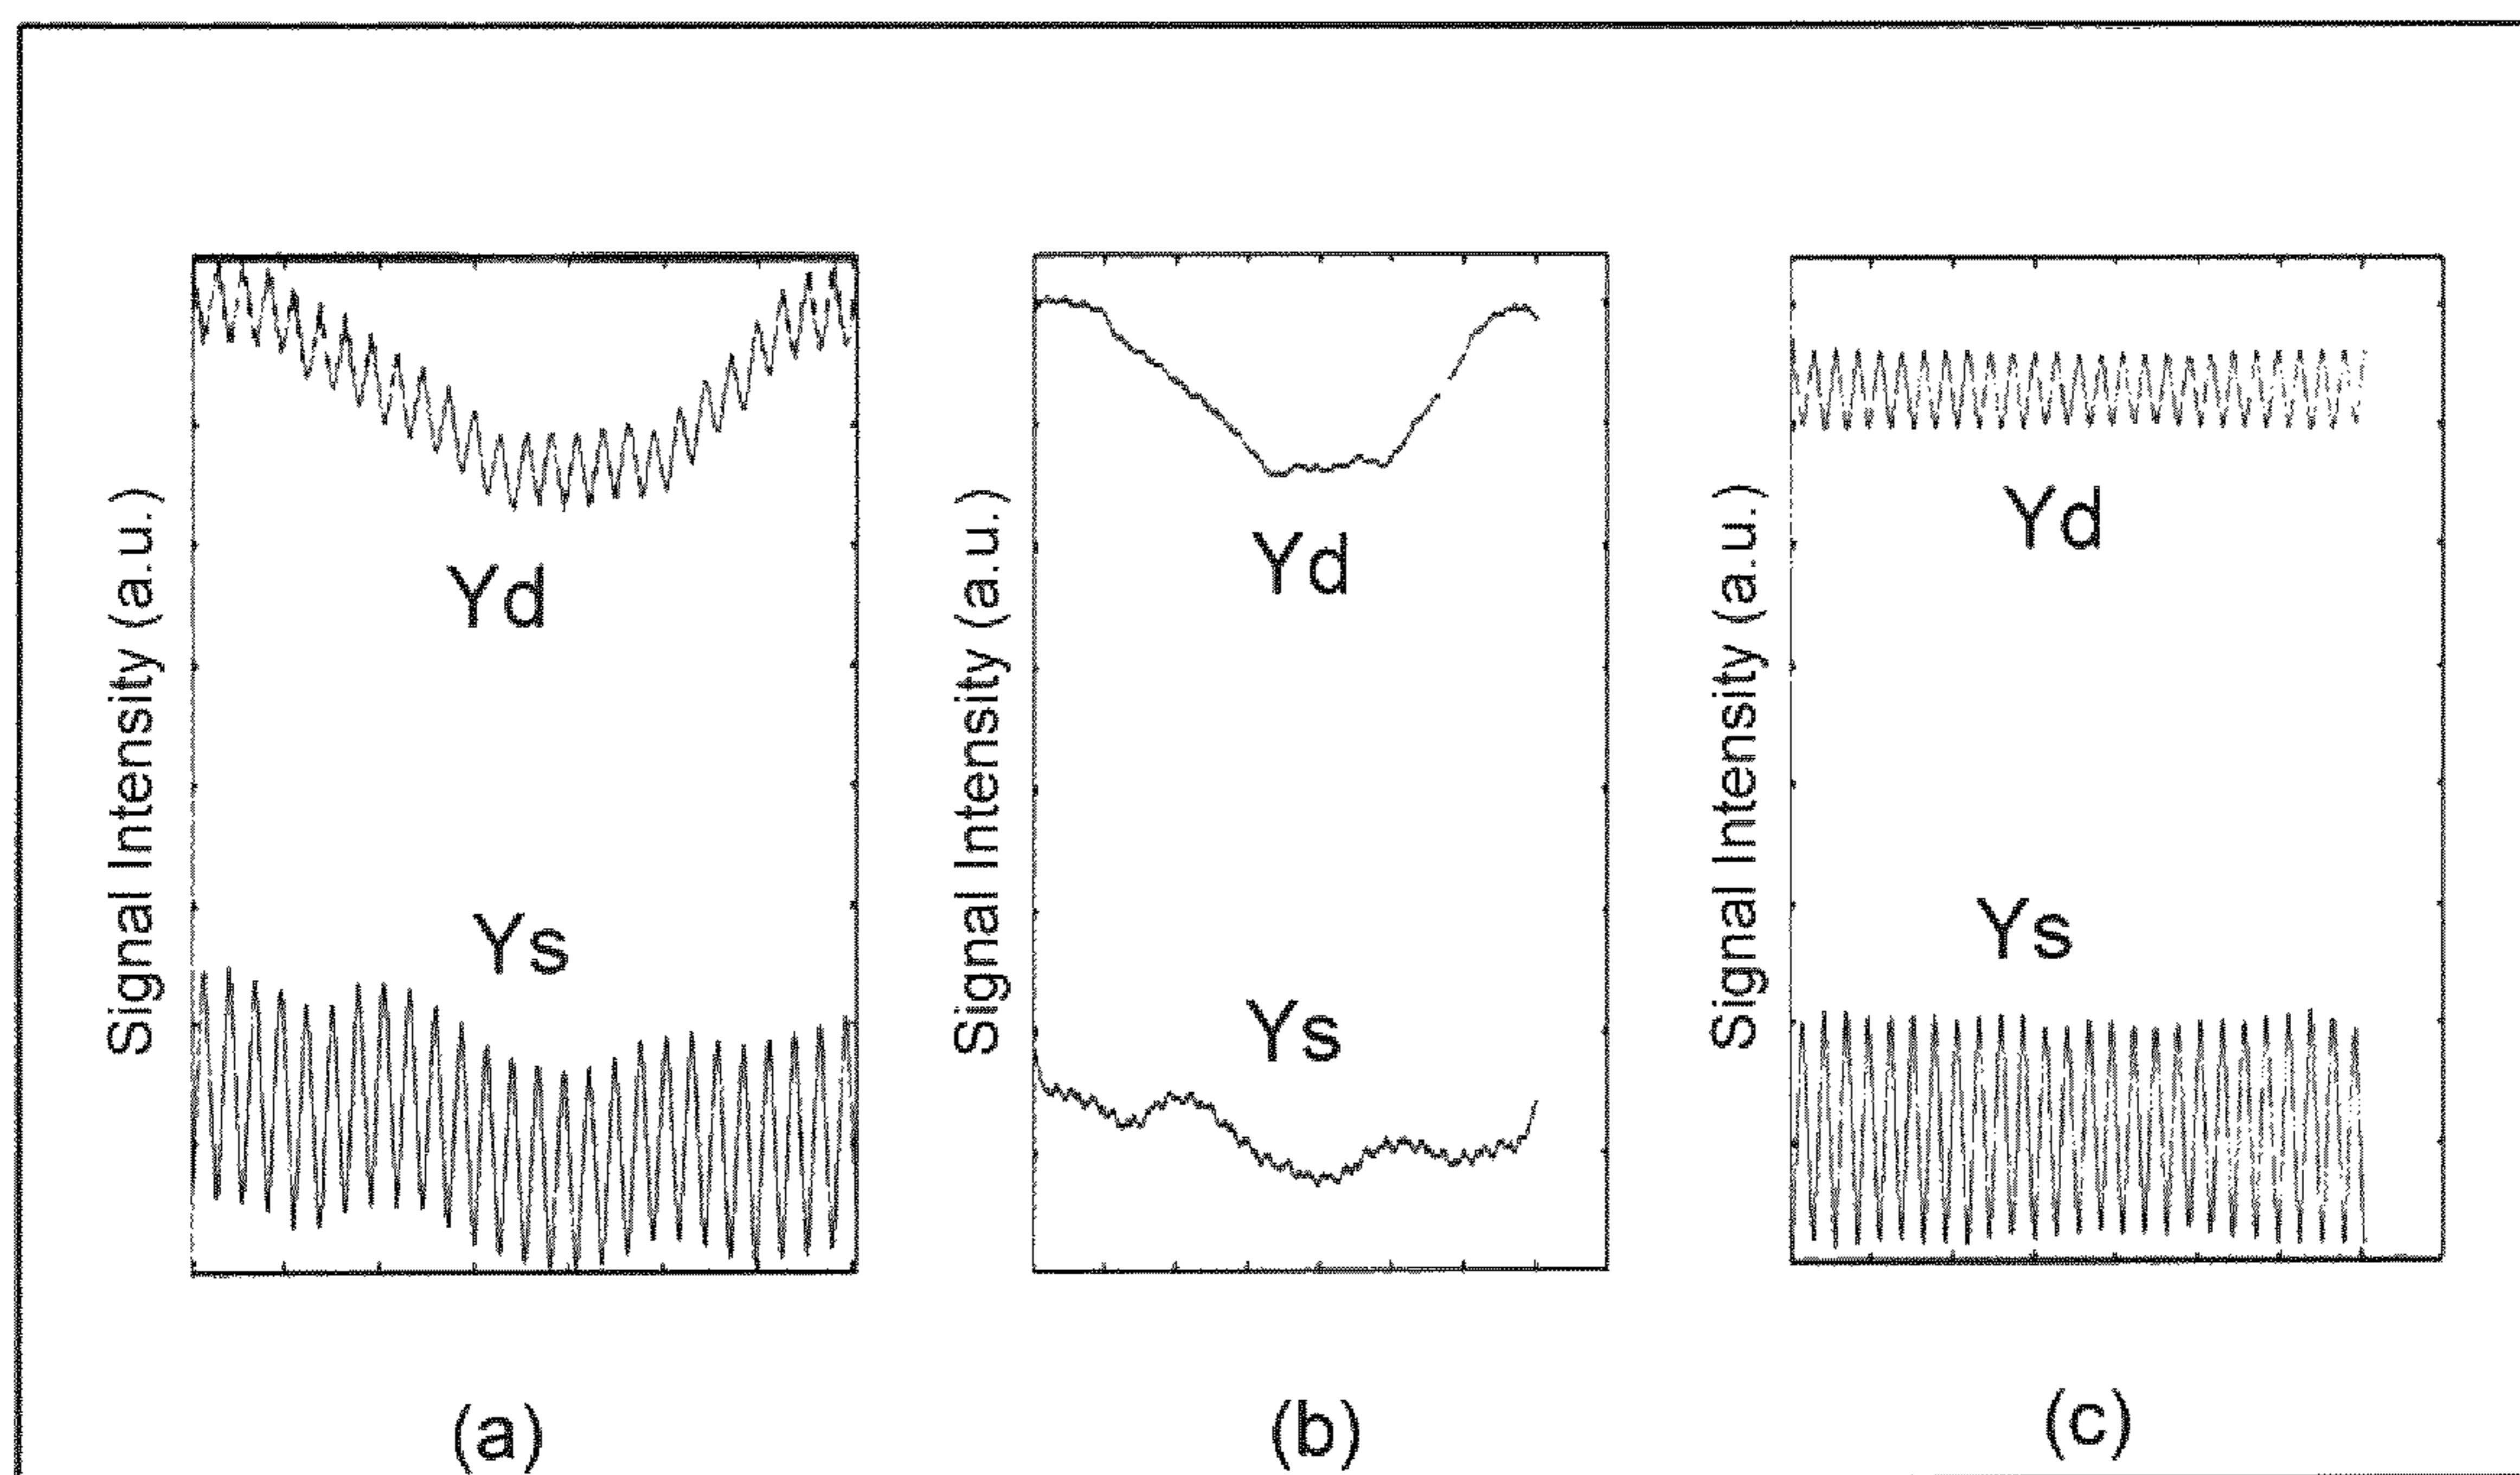 Signal Intensity (a.u.)
Yd
Ys
(a)
Signal Intensity (a.u.)
Yd
Ys
(b)
Signal Intensity (a.u.)
Yd
Ys
(c)